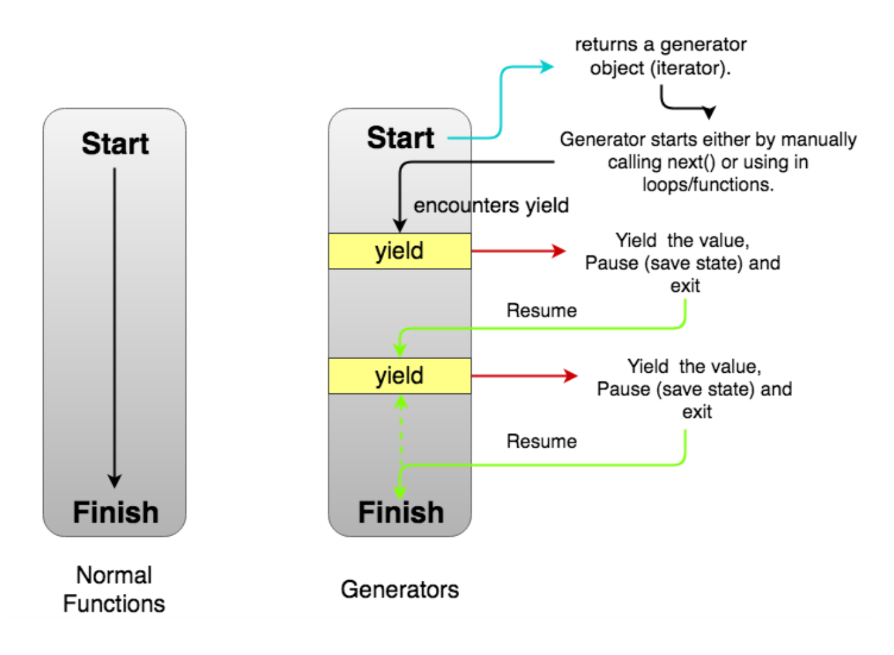 Start
Finish
Normal
Functions
Start
returns a generator
object (iterator).
Generator starts either by manually
calling next() or using in
loops/functions.
encounters yield
yield
Yield the value,
Pause (save state) and
exit
Resume
yield
Yield the value,
Pause (save state) and
exit
Resume
Finish
Generators